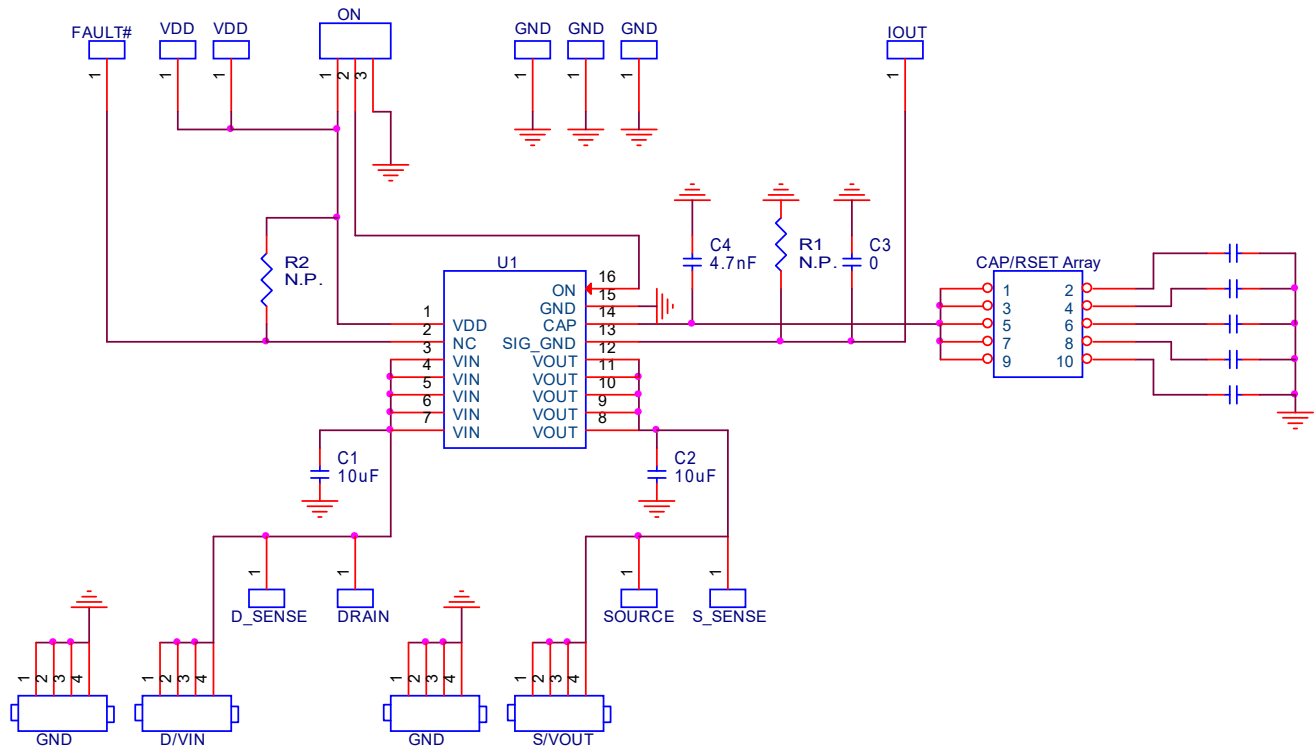 ON
FAULT#
VDD
VDD
GND
GND
GND
IOUT
1
1
1
1
2
3
1
1
1
1
R2
N.P.
C4
4.7nF
R1
N.P.
C3
0
U1
1
2
3
4
5
6
7
VDD
NC
VIN
VIN
VIN
VIN
VIN
ON
GND
CAP
SIG_GND
VOUT
VOUT
VOUT
VOUT
VOUT
16
15
14
13
12
11
10
9
8
CAP/RSET Array
1
2
3
4
5
6
7
8
9
10
C1
10uF
C2
10uF
1
1
1
1
D_SENSE
DRAIN
SOURCE
S_SENSE
1
2
3
4
1
2
3
4
1
2
3
4
1
2
3
4
GND
D/VIN
GND
S/VOUT